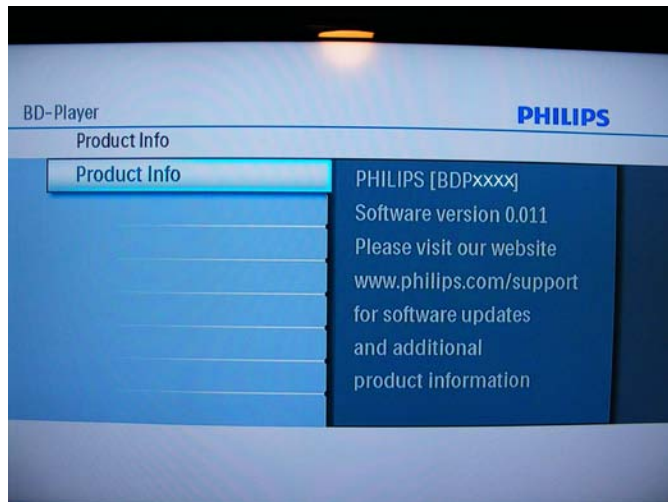 BD-Player
PHILIPS
Product Info
Product Info
PHILIPS [BDPxxxx]
Software version 0.011
Please visit our website
www.philips.com/support
for software updates
and additional
product information